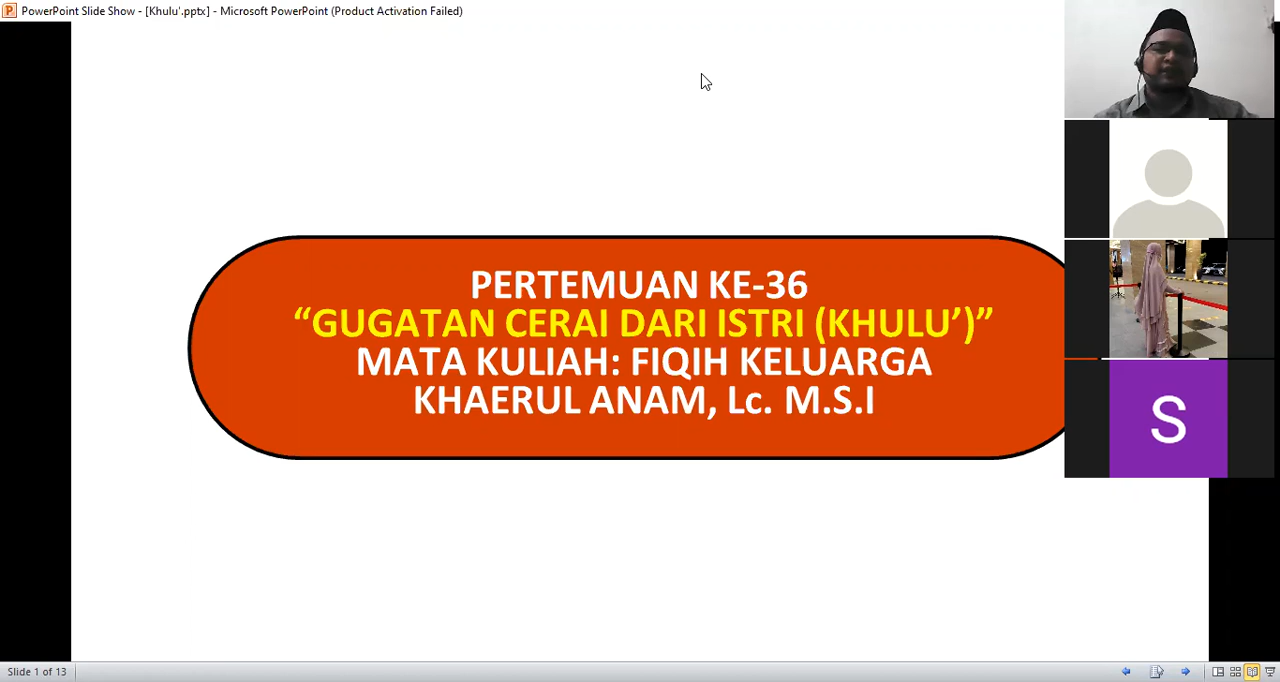 PowerPoint Slide Show - [Khulu'.pptx] - Microsoft PowerPoint (Product Activation Failed)
PERTEMUAN KE-36
“GUGATAN CERAI DARI ISTRI (KHULU’)”
MATA KULIAH: FIQIH KELUARGA
KHAERUL ANAM, Lc. M.S.I
S
Slide 1 of 13